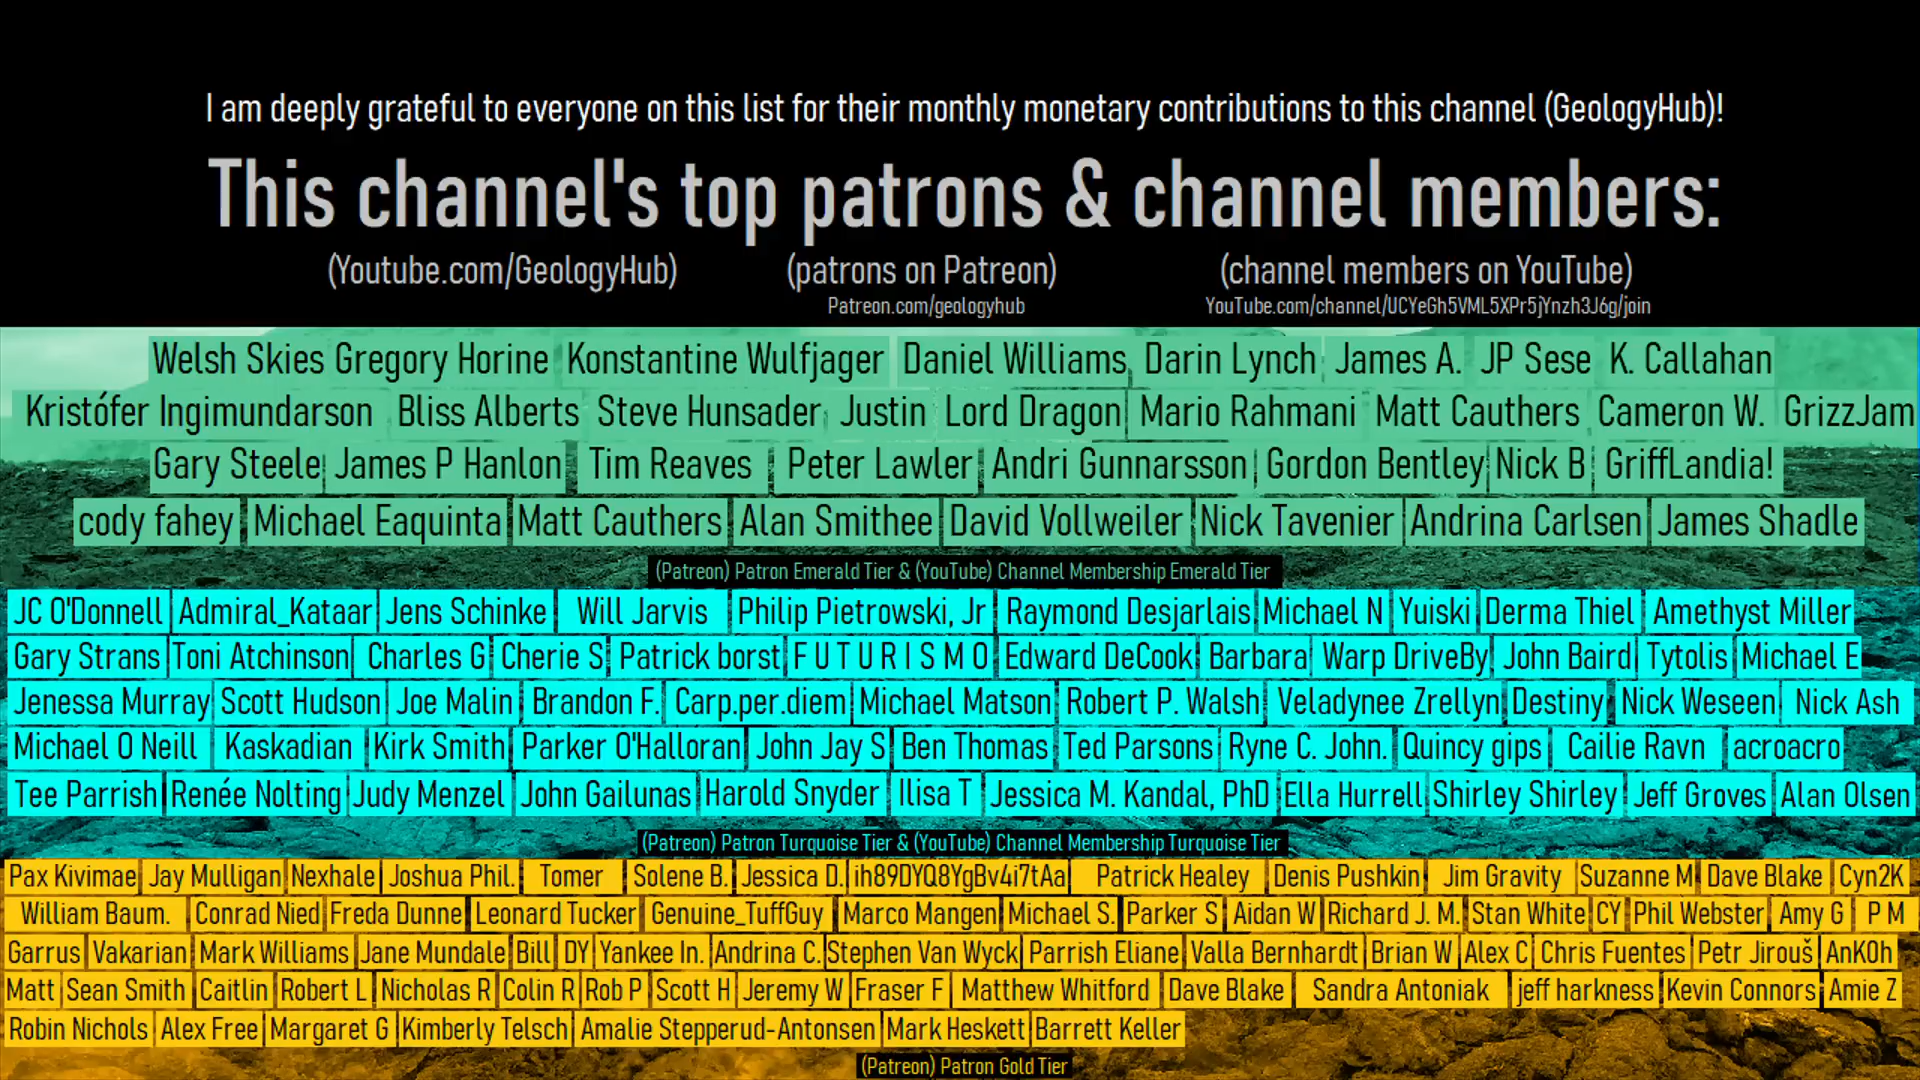 I am deeply grateful to everyone on this list for their monthly monetary contributions to this channel (GeologyHub)!
This channel's top patrons & channel members:
(Youtube.com/GeologyHub) (patrons on Patreon) (channel members on YouTube)
Patreon.com/geologyhub YouTube.com/channel/UCYeGh5VML5XPr5jYnzh3J6g/join
Welsh Skies Gregory Horine Konstantine Wulfjager Daniel Williams Darin Lynch James A. JP Sese K. Callahan
Kristófer Ingimundarson Bliss Alberts Steve Hunsader Justin Lord Dragon Mario Rahmani Matt Cauthers Cameron W. GrizzJam
Gary Steele James P Hanlon Tim Reaves Peter Lawler Andri Gunnarsson Gordon Bentley Nick B GriffLandia!
cody fahey Michael Eaquinta Matt Cauthers Alan Smithee David Vollweiler Nick Tavenier Andrina Carlsen James Shadle
(Patreon) Patron Emerald Tier & (YouTube) Channel Membership Emerald Tier
JC O'Donnell Admiral_Kataar Jens Schinke Will Jarvis Philip Pietrowski, Jr Raymond Desjarlais Michael N Yuiski Derma Thiel Amethyst Miller
Gary Strans Toni Atchinson Charles G Cherie S Patrick borst F U T U R I S M O Edward DeCook Barbara Warp DriveBy John Baird Tytolis Michael E
Jenessa Murray Scott Hudson Joe Malin Brandon F. Carp.per.diem Michael Matson Robert P. Walsh Veladynee Zrellyn Destiny Nick Weseen Nick Ash
Michael O Neill Kaskadian Kirk Smith Parker O'Halloran John Jay S Ben Thomas Ted Parsons Ryne C. John. Quincy gips Cailie Ravn acroacro
Tee Parrish Renée Nolting Judy Menzel John Gailunas Harold Snyder Ilisa T Jessica M. Kandal, PhD Ella Hurrell Shirley Shirley Jeff Groves Alan Olsen
(Patreon) Patron Turquoise Tier & (YouTube) Channel Membership Turquoise Tier
Pax Kivimae Jay Mulligan Nexhale Joshua Phil. Tomer Solene B. Jessica D. ih89DYQ8YgBv4i7tAa Patrick Healey Denis Pushkin Jim Gravity Suzanne M Dave Blake Cyn2K
William Baum. Conrad Nied Freda Dunne Leonard Tucker Genuine_TuffGuy Marco Mangen Michael S. Parker S Aidan W Richard J. M. Stan White CY Phil Webster Amy G P M
Garrus Vakarian Mark Williams Jane Mundale Bill DY Yankee In. Andrina C. Stephen Van Wyck Parrish Eliane Valla Bernhardt Brian W Alex C Chris Fuentes Petr Jirouš AnK0h
Matt Sean Smith Caitlin Robert L Nicholas R Colin R Rob P Scott H Jeremy W Fraser F Matthew Whitford Dave Blake Sandra Antoniak jeff harkness Kevin Connors Amie Z
Robin Nichols Alex Free Margaret G Kimberly Telsch Amalie Stepperud-Antonsen Mark Heskett Barrett Keller
(Patreon) Patron Gold Tier